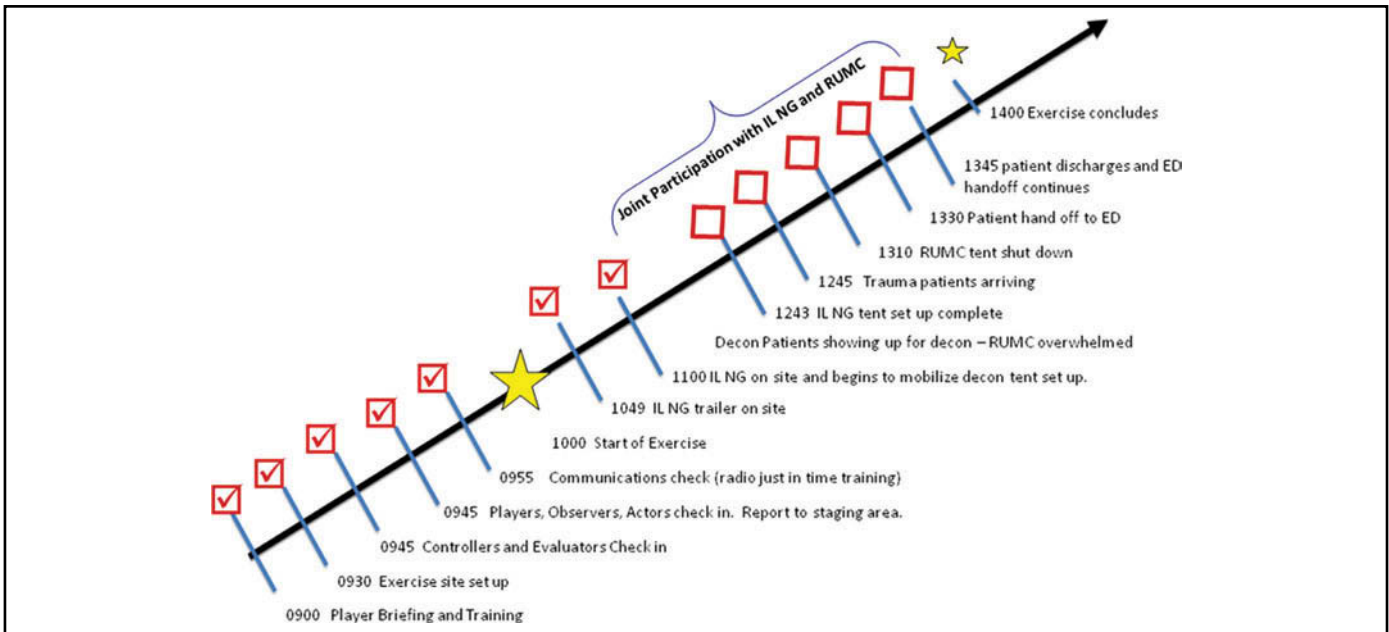 Joint Participation with IL NG and RUMC
1400 Exercise concludes
1345 patient discharges and ED
handoff continues
1330 Patient hand off to ED
1310 RUMC tent shut down
1245 Trauma patients arriving
1243 IL NG tent set up complete
Decon Patients showing up for decon – RUMC overwhelmed
1100 IL NG on site and begins to mobilize decon tent set up.
1049 IL NG trailer on site
1000 Start of Exercise
0955 Communications check (radio just in time training)
0945 Players, Observers, Actors check in. Report to staging area.
0945 Controllers and Evaluators Check in
0930 Exercise site set up
0900 Player Briefing and Training